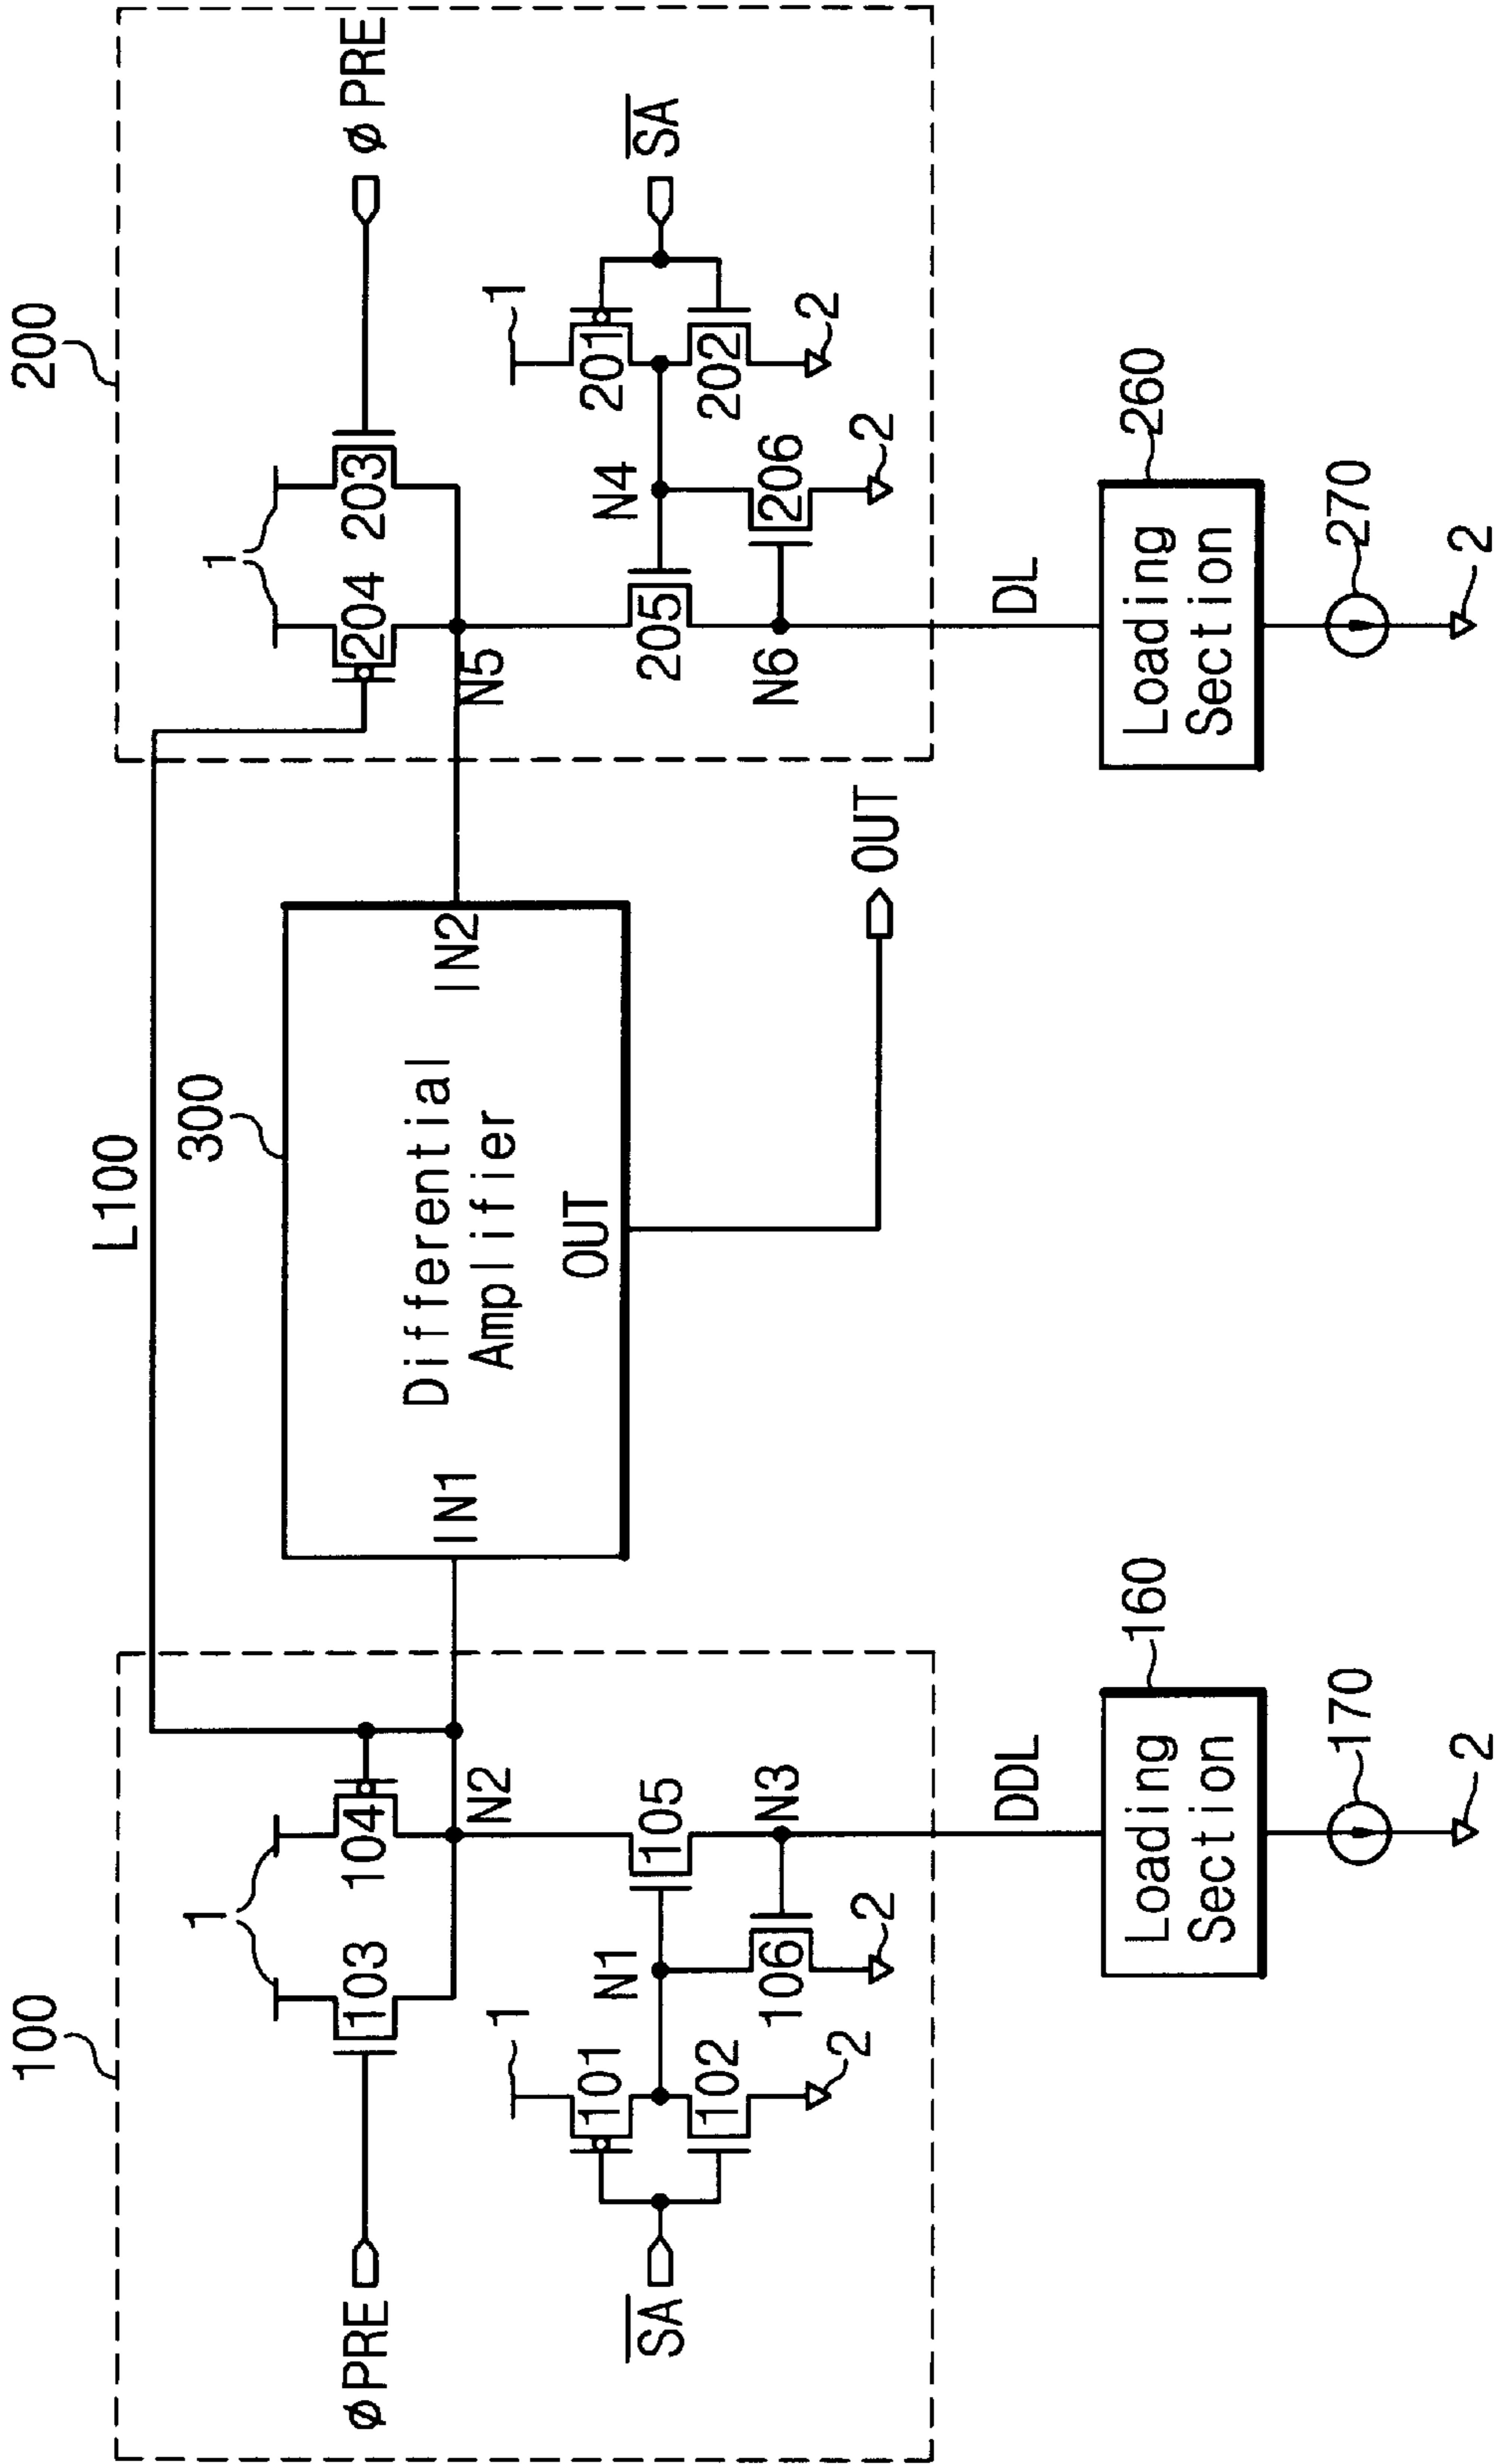 100
200
L100
300
øPRE
ø PRE
1
1
103
104
204
203
IN1
IN2
N2
N5
Differential
Amplifier
OUT
OUT
SA
SA
1
1
101
102
201
202
2
2
N1
N4
105
205
106
206
2
2
N3
N6
DDL
DL
160
260
Loading
Section
Loading
Section
170
270
2
2